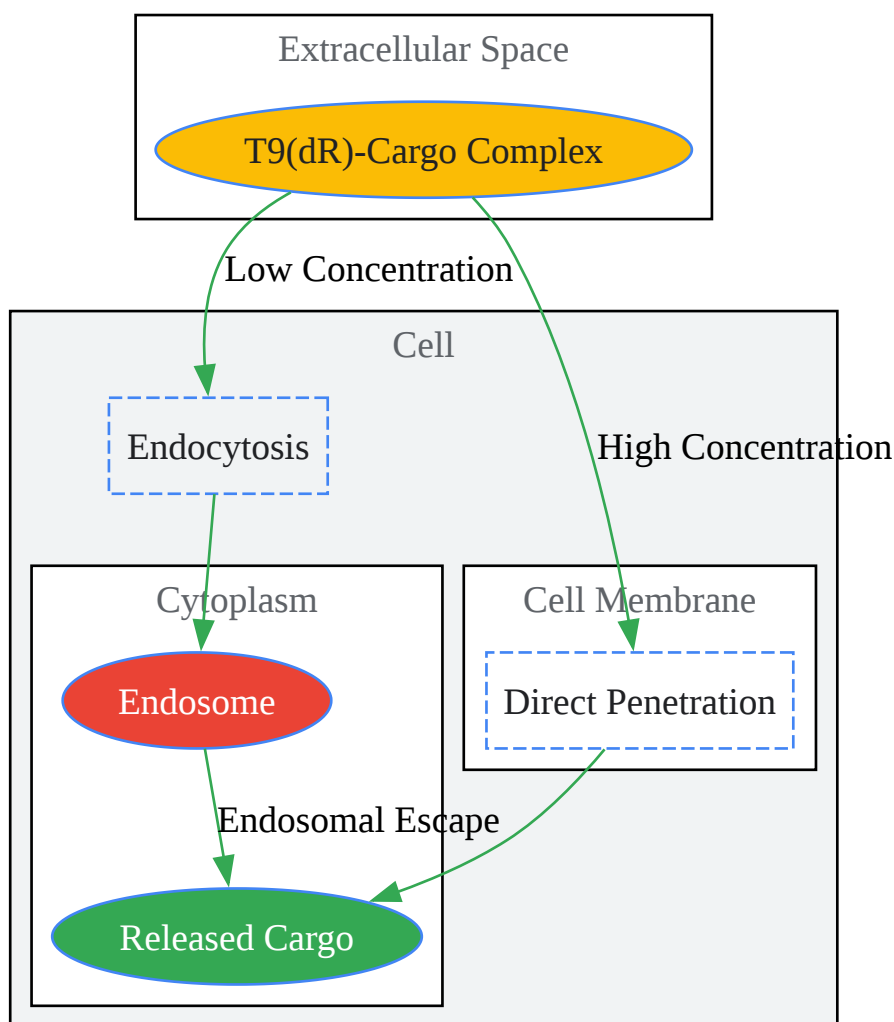 Extracellular Space
T9(dR)-Cargo Complex
Low Concentration
Cell
Endocytosis
High Concentration
Cytoplasm
Cell Membrane
Endosome
Direct Penetration
Endosomal Escape
Released Cargo